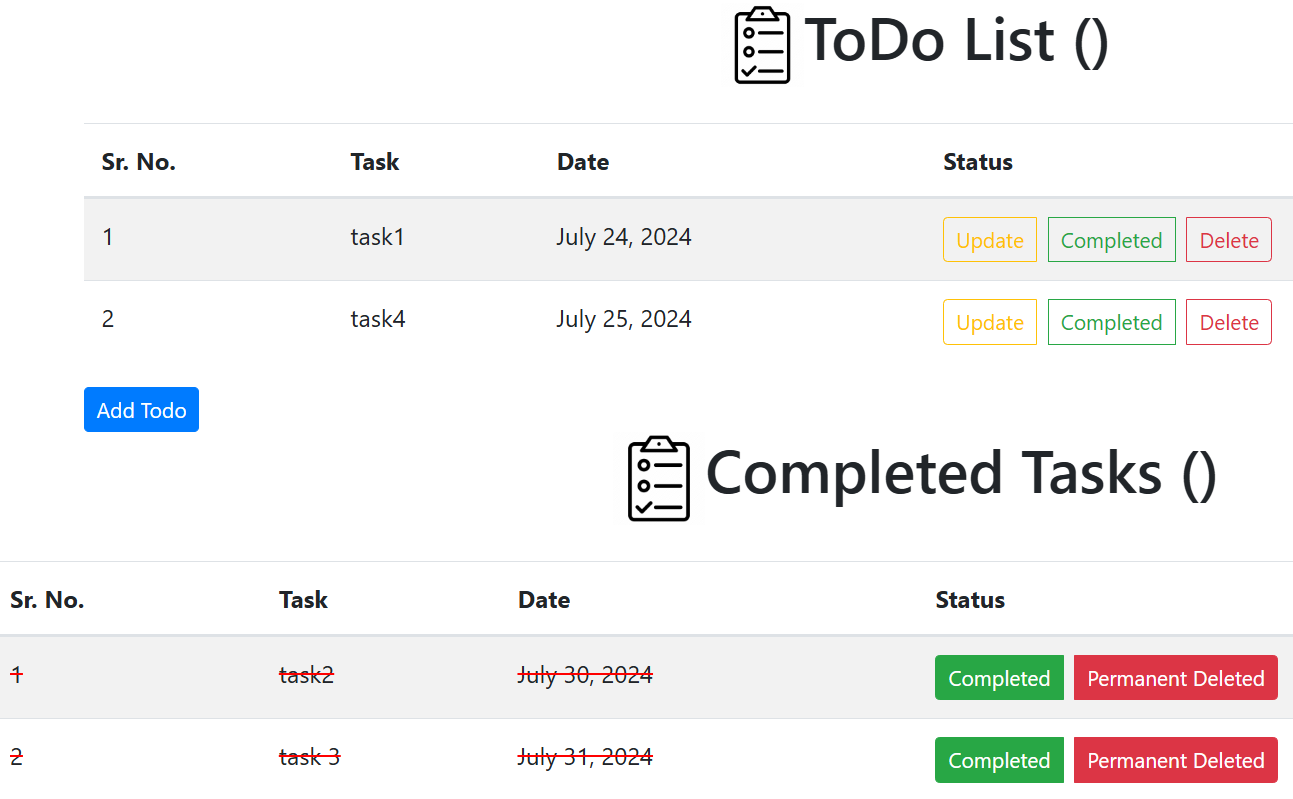 ToDo List ()
Sr. No. Task Date Status
1 task1 July 24, 2024 Update Completed Delete
2 task4 July 25, 2024 Update Completed Delete
Add Todo
Completed Tasks ()
Sr. No. Task Date Status
1 task2 July 30, 2024 Completed Permanent Deleted
2 task 3 July 31, 2024 Completed Permanent Deleted